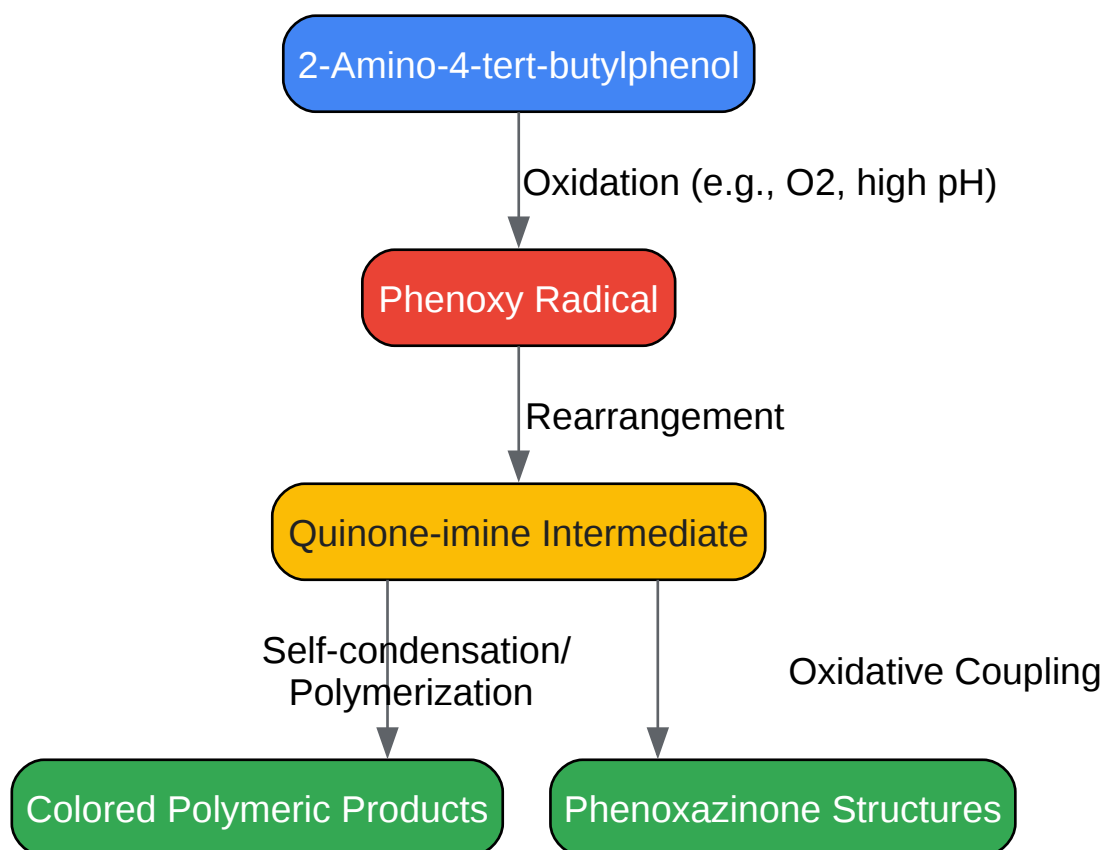 2-Amino-4-tert-butylphenol
Oxidation (e.g., O2, high pH)
Phenoxy Radical
Rearrangement
Quinone-imine Intermediate
Self-condensation/
Polymerization
Oxidative Coupling
Colored Polymeric Products
Phenoxazinone Structures